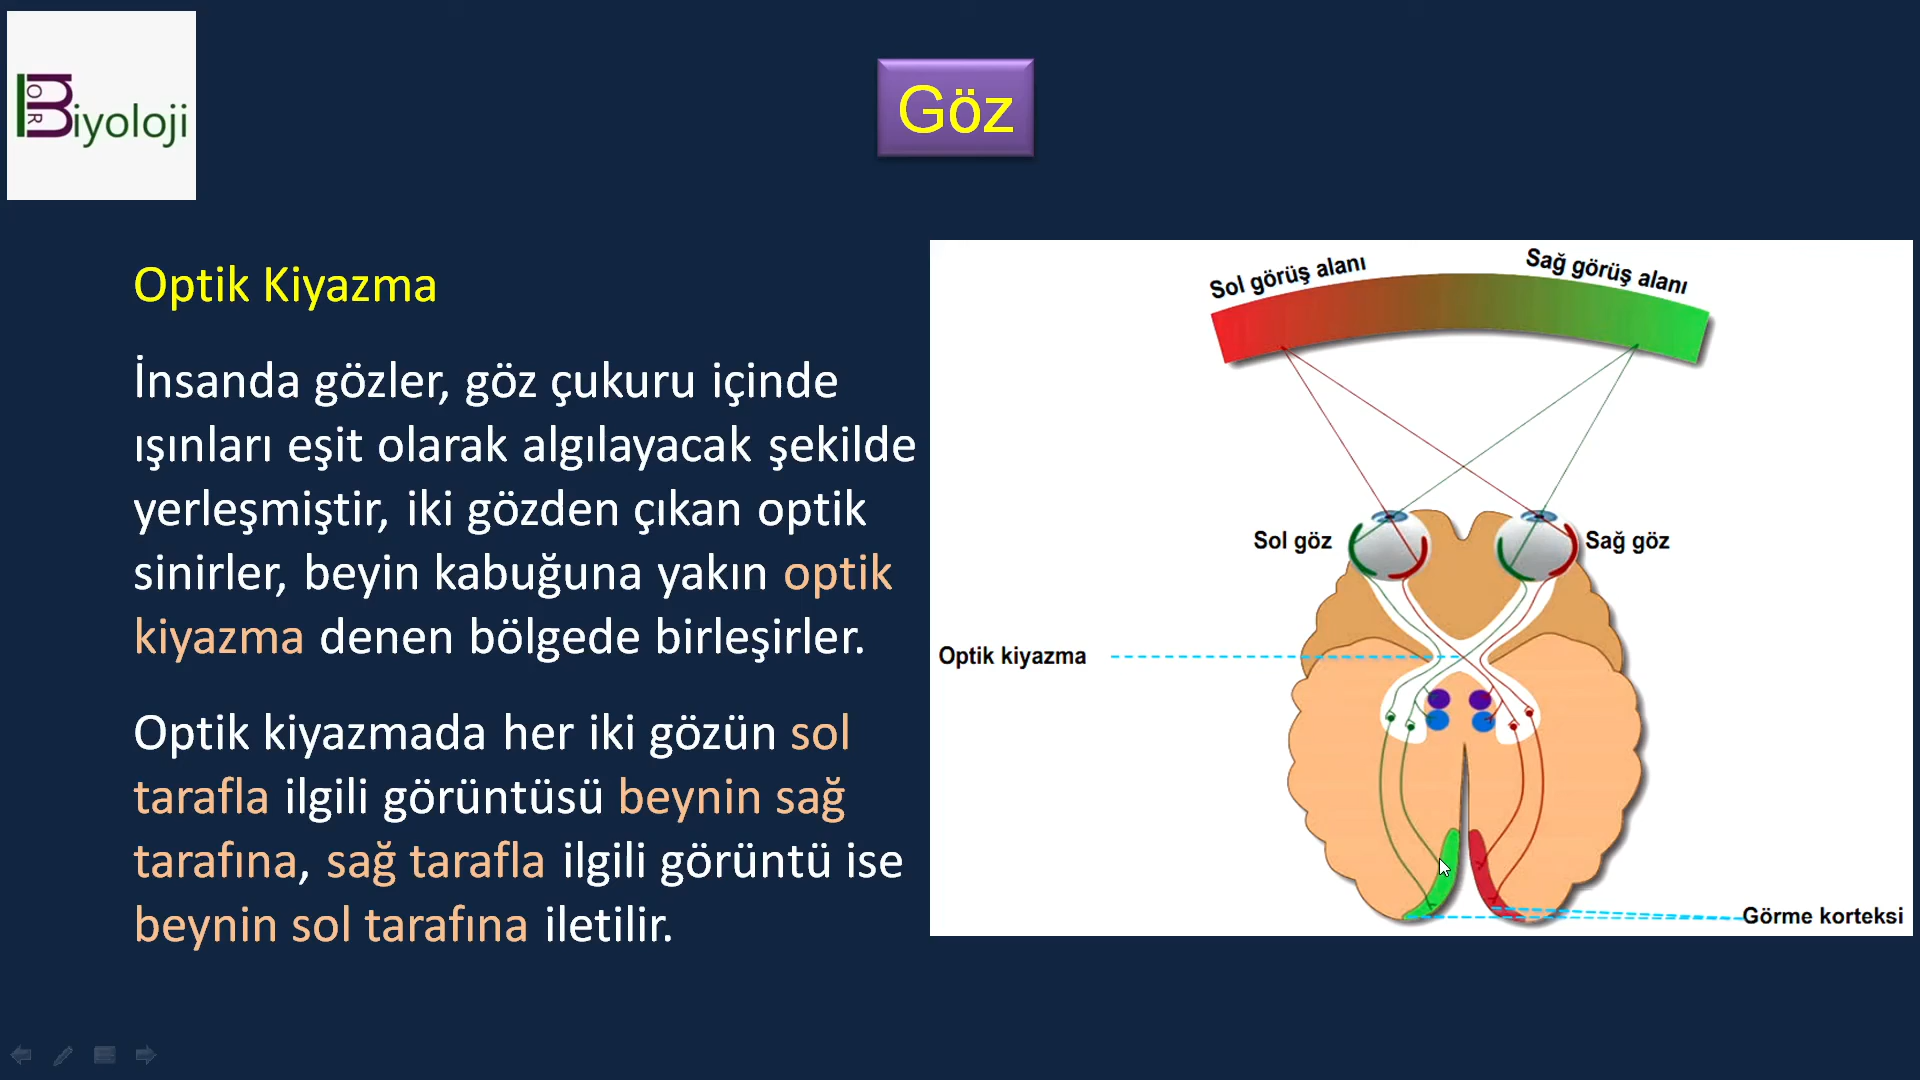 BİOR
Biyoloji
Göz
Optik Kiyazma
İnsanda gözler, göz çukuru içinde
ışınları eşit olarak algılayacak şekilde
yerleşmiştir, iki gözden çıkan optik
sinirler, beyin kabuğuna yakın optik
kiyazma denen bölgede birleşirler.
Optik kiyazmada her iki gözün sol
tarafla ilgili görüntüsü beynin sağ
tarafına, sağ tarafla ilgili görüntü ise
beynin sol tarafına iletilir.
Sol görüş alanı
Sağ görüş alanı
Sol göz
Sağ göz
Optik kiyazma
Görme korteksi